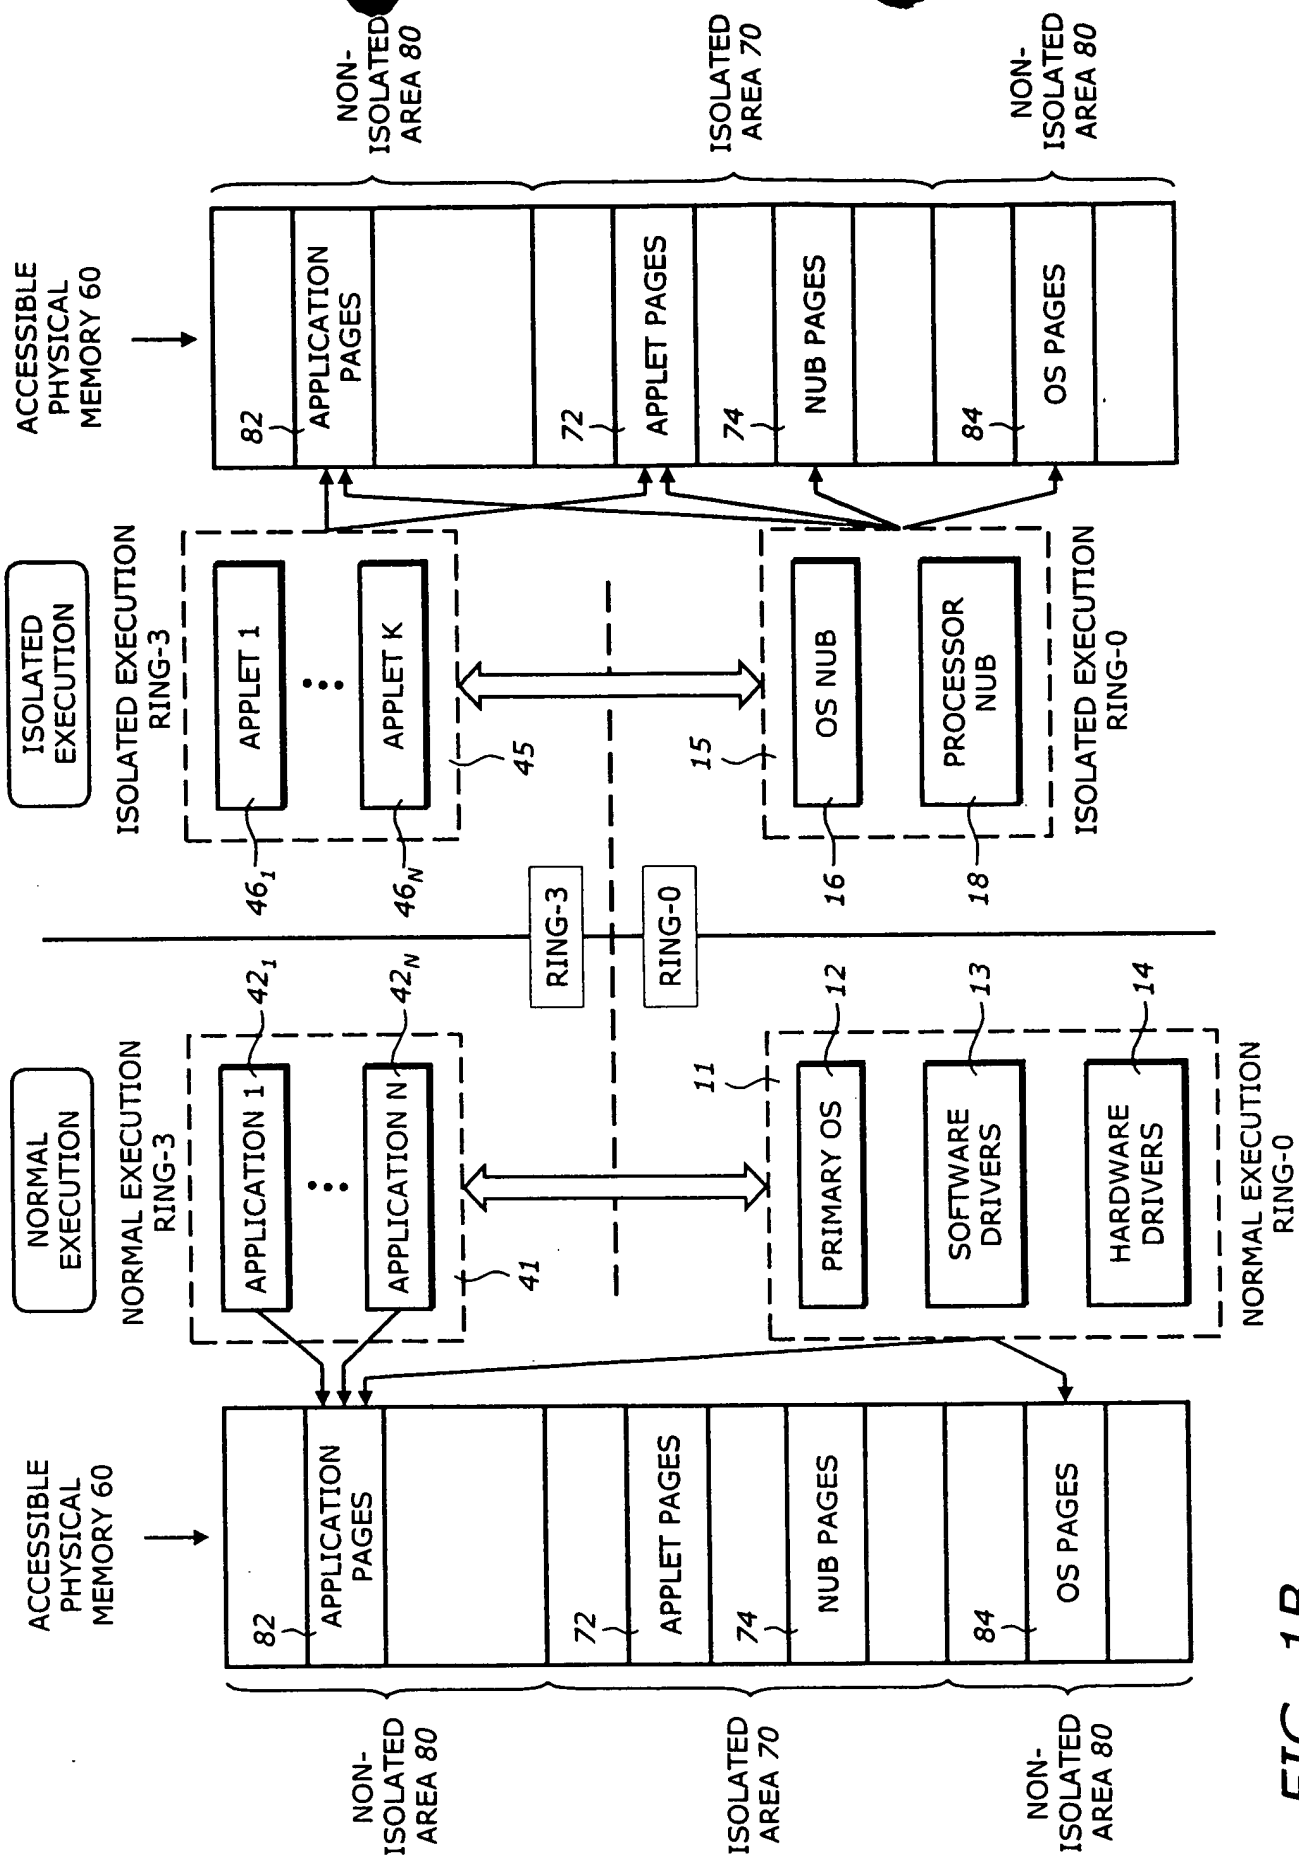 ACCESSIBLE
PHYSICAL
MEMORY 60
NORMAL
EXECUTION
ISOLATED
EXECUTION
ACCESSIBLE
PHYSICAL
MEMORY 60
NON-
ISOLATED
AREA 80
82
APPLICATION
PAGES
ISOLATED
AREA 70
72
APPLET PAGES
74
NUB PAGES
NON-
ISOLATED
AREA 80
84
OS PAGES
NORMAL EXECUTION
RING-3
APPLICATION 1
42₁
•••
APPLICATION N
42N
41
11
PRIMARY OS
12
SOFTWARE
DRIVERS
13
HARDWARE
DRIVERS
14
NORMAL EXECUTION
RING-0
RING-3
RING-0
ISOLATED EXECUTION
RING-3
46₁
APPLET 1
•••
46N
APPLET K
45
15
16
OS NUB
18
PROCESSOR
NUB
ISOLATED EXECUTION
RING-0
82
APPLICATION
PAGES
72
APPLET PAGES
74
NUB PAGES
84
OS PAGES
NON-
ISOLATED
AREA 80
ISOLATED
AREA 70
NON-
ISOLATED
AREA 80
FIG. 1B